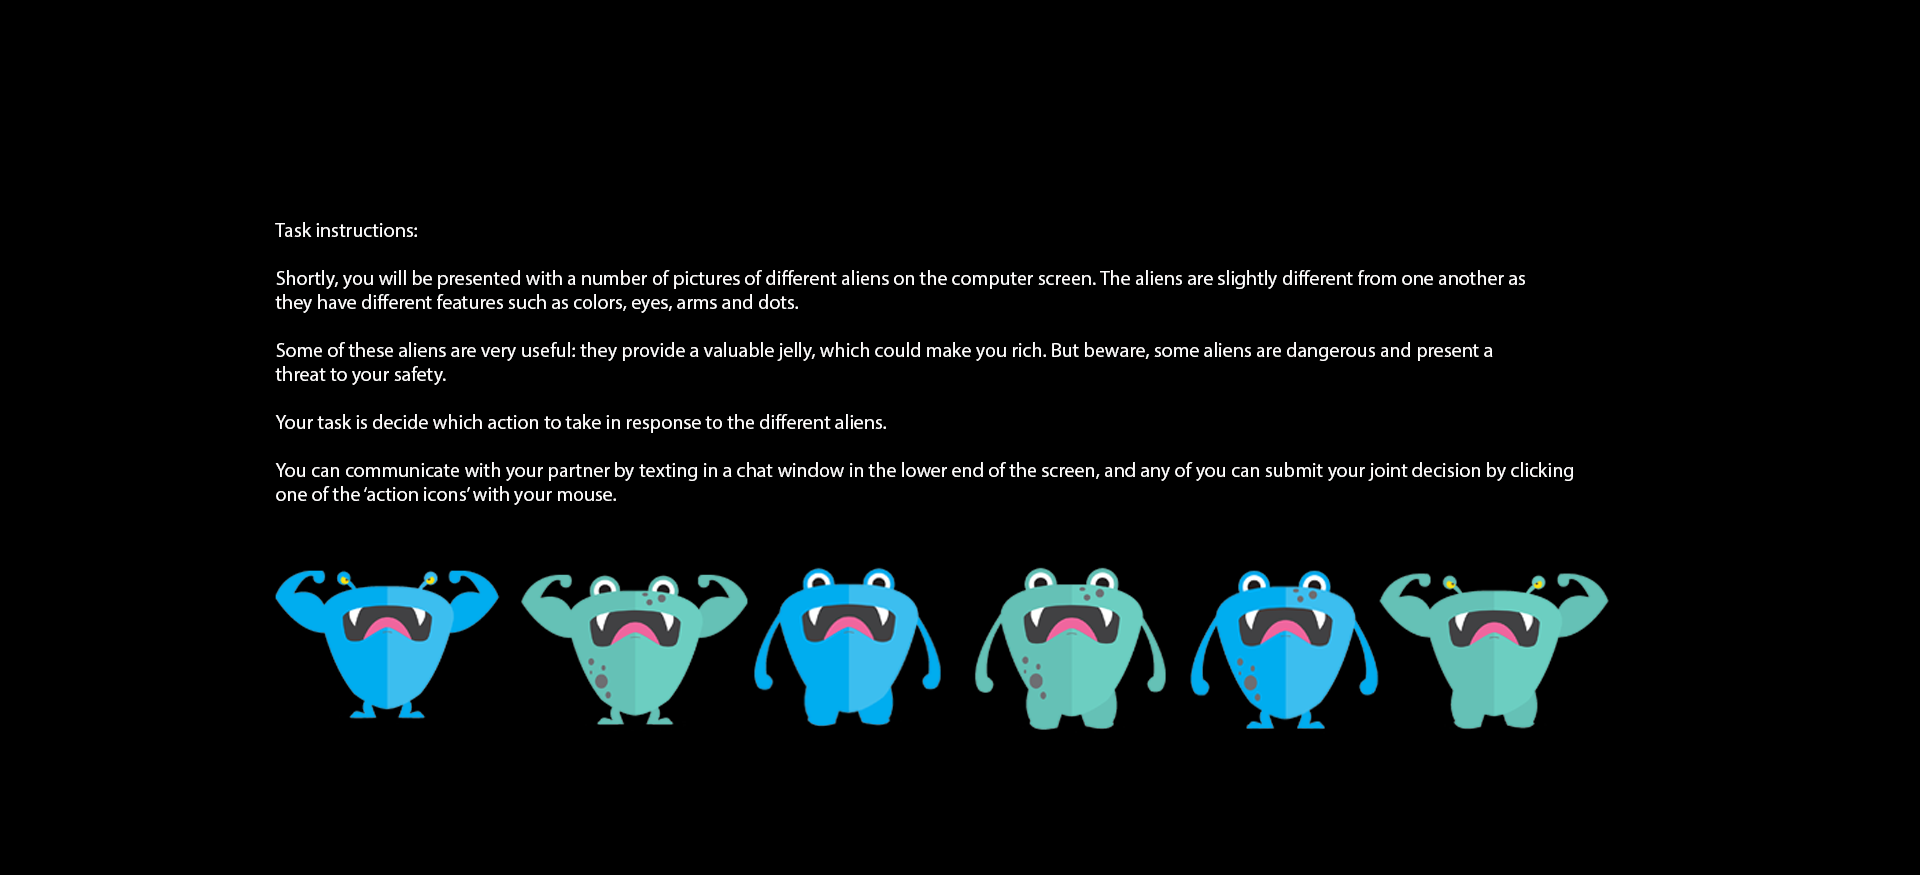 Task instructions:
Shortly, you will be presented with a number of pictures of different aliens on the computer screen. The aliens are slightly different from one another as
they have different features such as colors, eyes, arms and dots.
Some of these aliens are very useful: they provide a valuable jelly, which could make you rich. But beware, some aliens are dangerous and present a
threat to your safety.
Your task is decide which action to take in response to the different aliens.
You can communicate with your partner by texting in a chat window in the lower end of the screen, and any of you can submit your joint decision by clicking
one of the ‘action icons’ with your mouse.